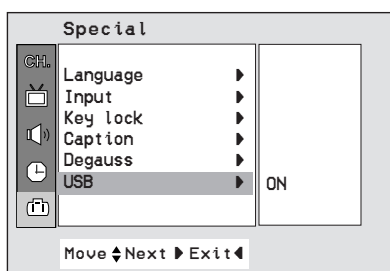 Special
CH.
Language ▶
Input ▶
Key lock ▶
Caption ▶
Degauss ▶
USB ▶ ON
Move ▲▼ Next ▶ Exit ◀